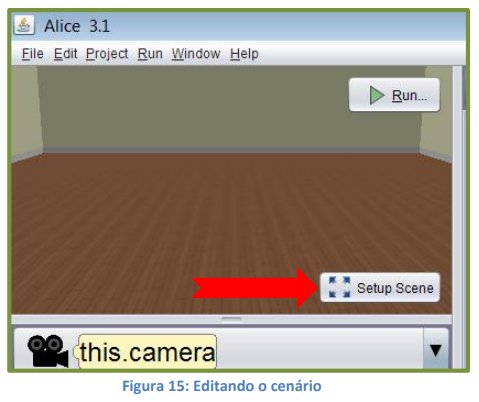 Alice 3.1
File Edit Project Run Window Help
Run...
Setup Scene
this.camera
Figura 15: Editando o cenário